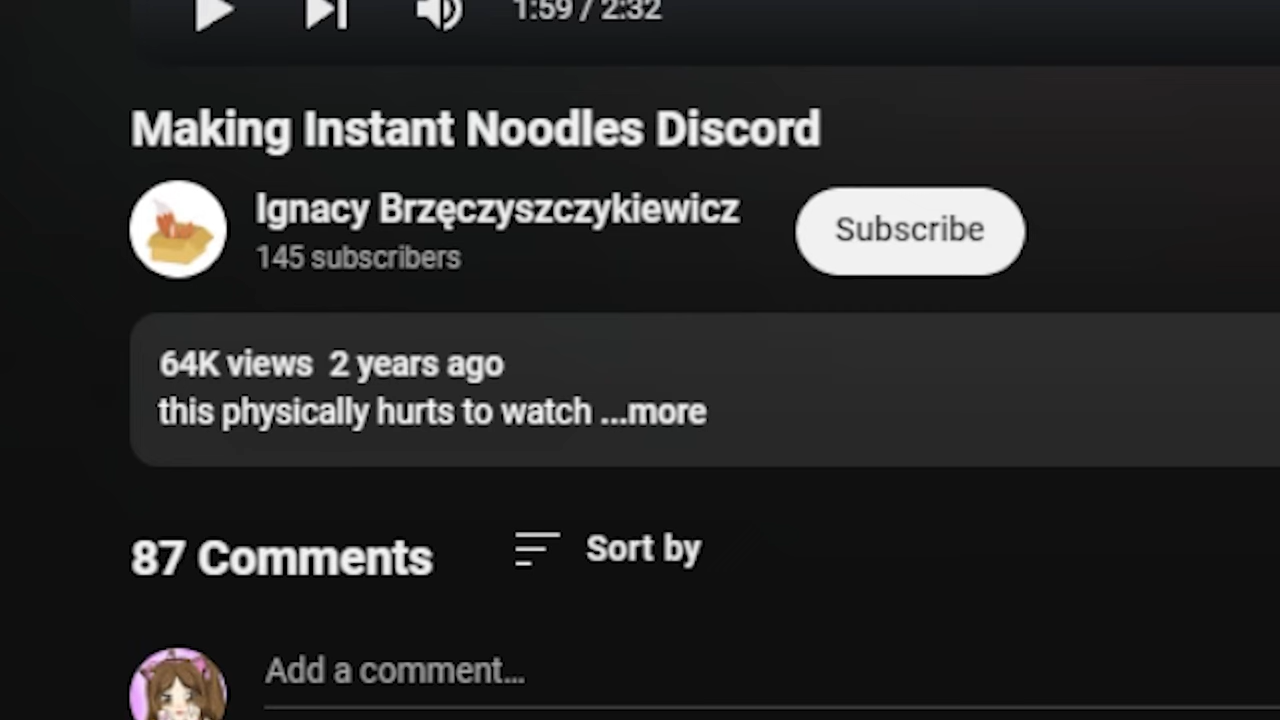 1:59 / 2:32
Making Instant Noodles Discord
Ignacy Brzęczyszczykiewicz
145 subscribers
Subscribe
64K views 2 years ago
this physically hurts to watch ...more
87 Comments
Sort by
Add a comment...